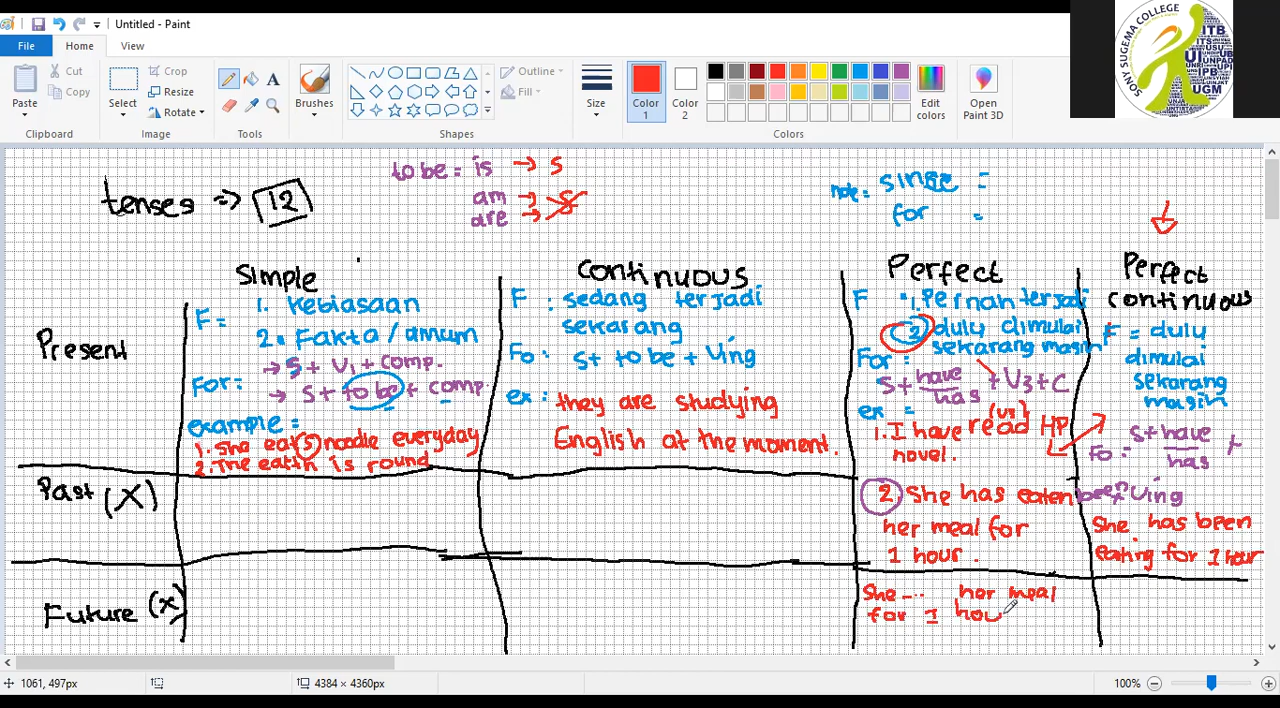 Untitled - Paint
File
Home
View
Paste
Cut
Copy
Clipboard
Select
Crop
Resize
Rotate
Image
Tools
Brushes
Outline
Fill
Shapes
Size
Color 1
Color 2
Edit colors
Open Paint 3D
Colors
SONY SUGEMA COLLEGE
ITB
UI
UNPAD
IPB
UGM
tenses => 12
to be = is → S
am → S
are → S
note: since =
for =
Simple
Continuous
Perfect
Perfect
continuous
Present
F =
1. Kebiasaan
2. Fakta / umum
For =
→ S + V1 + comp.
→ S + to be + comp.
example =
1. she eat(s) noodle everyday
2. The eatih is round
F : sedang terjadi
sekarang
Fo : S + to be + Ving
ex : they are studying
English at the moment.
F
1. Pernah terjadi
2 dulu dimulai
sekarang masih
For :
S + have/has + V3 + C
ex =
1. I have read (V3) HP
novel.
2 She has eaten
her meal for
1 hour.
F = dulu
dimulai
sekarang
masih
Fo : S + have/has +
been + Ving
She has been
eating for 1 hour
Past (X)
Future (X)
She ... her meal
for 1 hou
1061, 497px
4384 × 4360px
100%